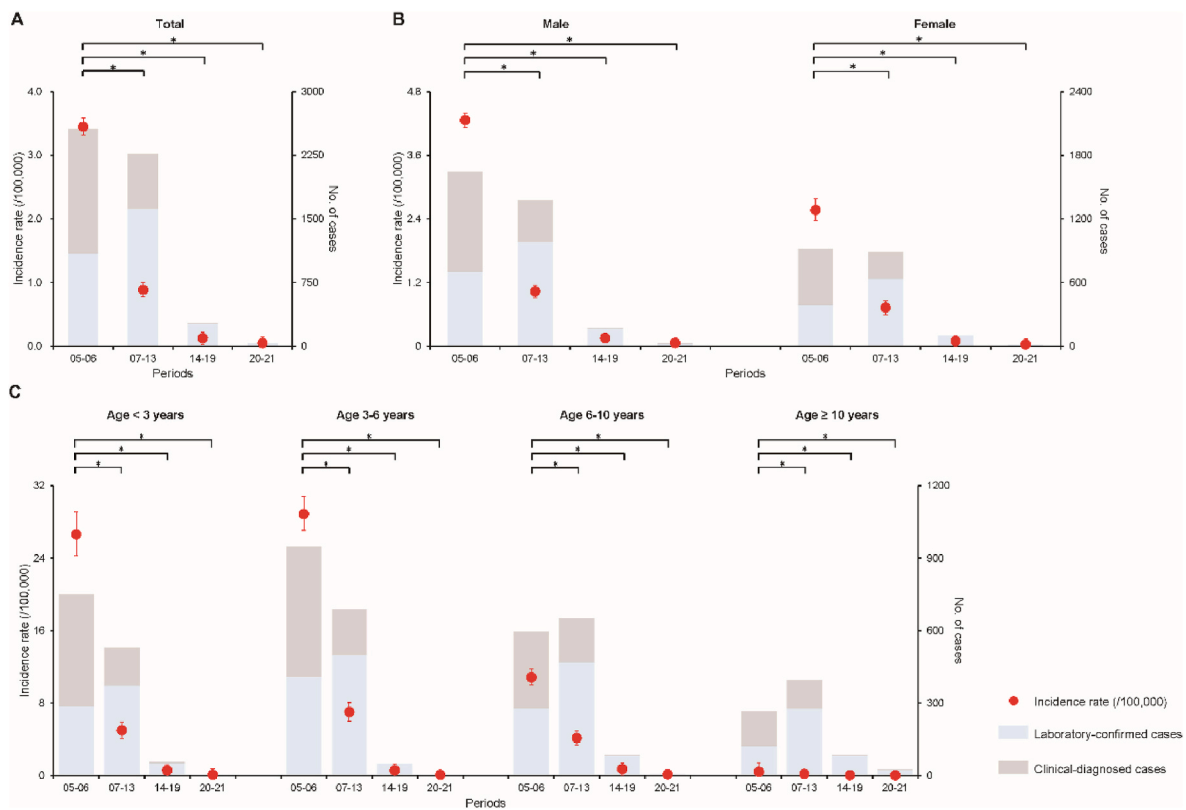 A
Total
*
*
*
4.0
3.0
2.0
1.0
0.0
Incidence rate (/100,000)
3000
2250
1500
750
0
No. of cases
05-06 07-13 14-19 20-21
Periods
B
Male
Female
*
*
*
*
*
*
4.8
3.6
2.4
1.2
0.0
Incidence rate (/100,000)
2400
1800
1200
600
0
No. of cases
05-06 07-13 14-19 20-21 05-06 07-13 14-19 20-21
Periods
C
Age < 3 years
Age 3-6 years
Age 6-10 years
Age ≥ 10 years
*
*
*
*
*
*
*
*
*
*
*
*
32
24
16
8
0
Incidence rate (/100,000)
1200
900
600
300
0
No. of cases
05-06 07-13 14-19 20-21 05-06 07-13 14-19 20-21 05-06 07-13 14-19 20-21 05-06 07-13 14-19 20-21
Periods
Incidence rate (/100,000)
Laboratory-confirmed cases
Clinical-diagnosed cases